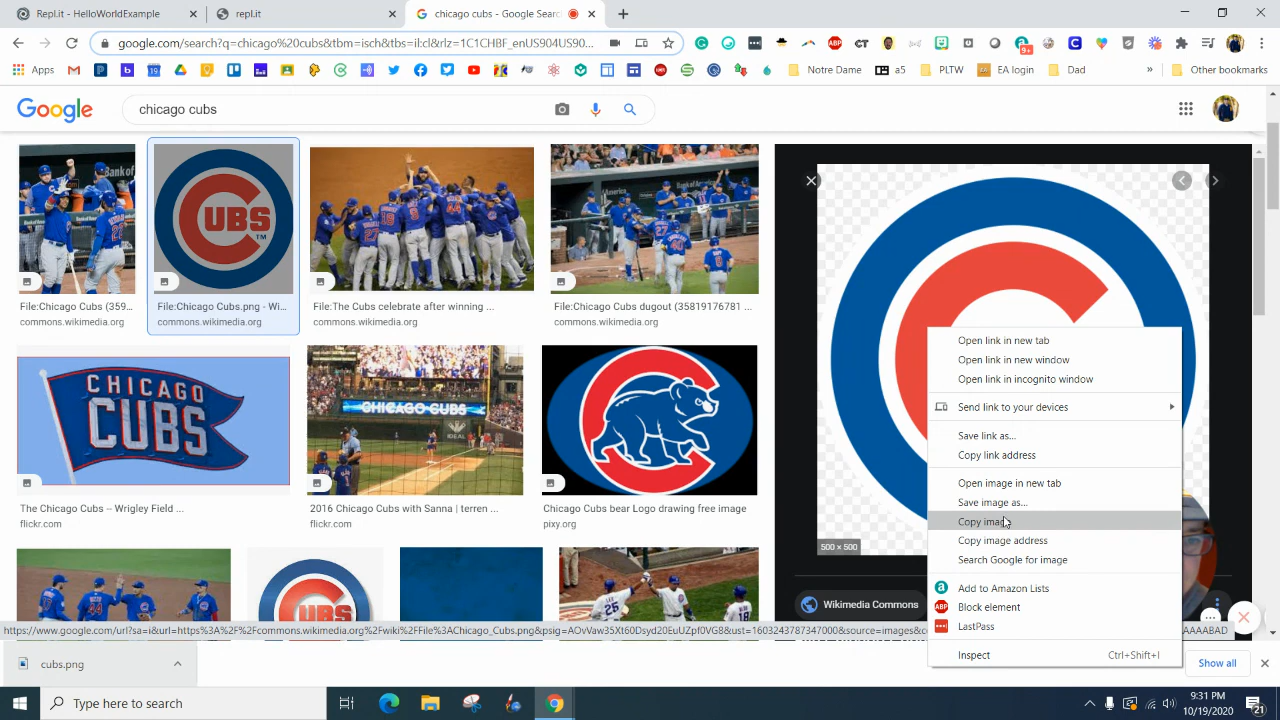 Repl.it - HelloWorldExample
repl.it
chicago cubs - Google Sear
google.com/search?q=chicago%20cubs&tbm=isch&tbs=il:cl&rlz=1C1CHBF_enUS904US90...
9+
Apps
Notre Dame
a5
PLTW
EA login
Dad
»
Other bookmarks
Google
chicago cubs
UBS
TM
File:Chicago Cubs (359...
commons.wikimedia.org
File:Chicago Cubs.png - Wi...
commons.wikimedia.org
File:The Cubs celebrate after winning ...
commons.wikimedia.org
File:Chicago Cubs dugout (35819176781 ...
commons.wikimedia.org
CHICAGO
CUBS
CHICAGO CUBS
The Chicago Cubs – Wrigley Field ...
flickr.com
2016 Chicago Cubs with Sanna | terren ...
flickr.com
Chicago Cubs bear Logo drawing free image
pixy.org
UBS
500 × 500
Wikimedia Commons
Open link in new tab
Open link in new window
Open link in incognito window
Send link to your devices
Save link as...
Copy link address
Open image in new tab
Save image as...
Copy image
Copy image address
Search Google for image
Add to Amazon Lists
ABP Block element
LastPass
Inspect Ctrl+Shift+I
cubs.png
Show all
Type here to search
9:31 PM
10/19/2020
21